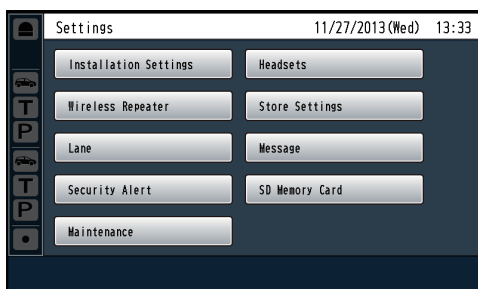 Settings 11/27/2013(Wed) 13:33
Installation Settings
Headsets
Wireless Repeater
Store Settings
Lane
Message
Security Alert
SD Memory Card
Maintenance
T
P
T
P